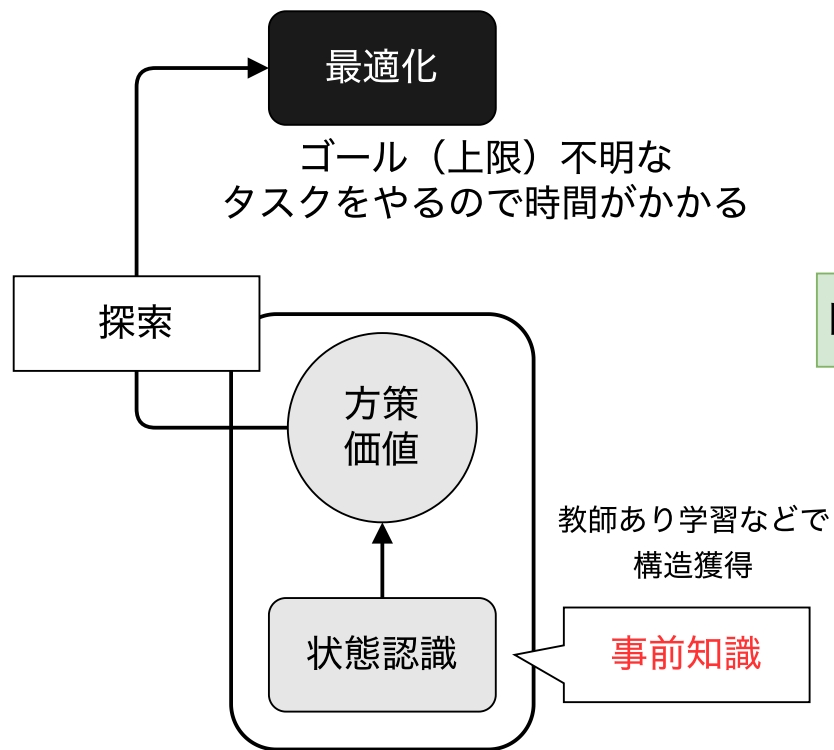 最適化
ゴール（上限）不明な
タスクをやるので時間がかかる
探索
方策
価値
教師あり学習などで
構造獲得
状態認識
事前知識